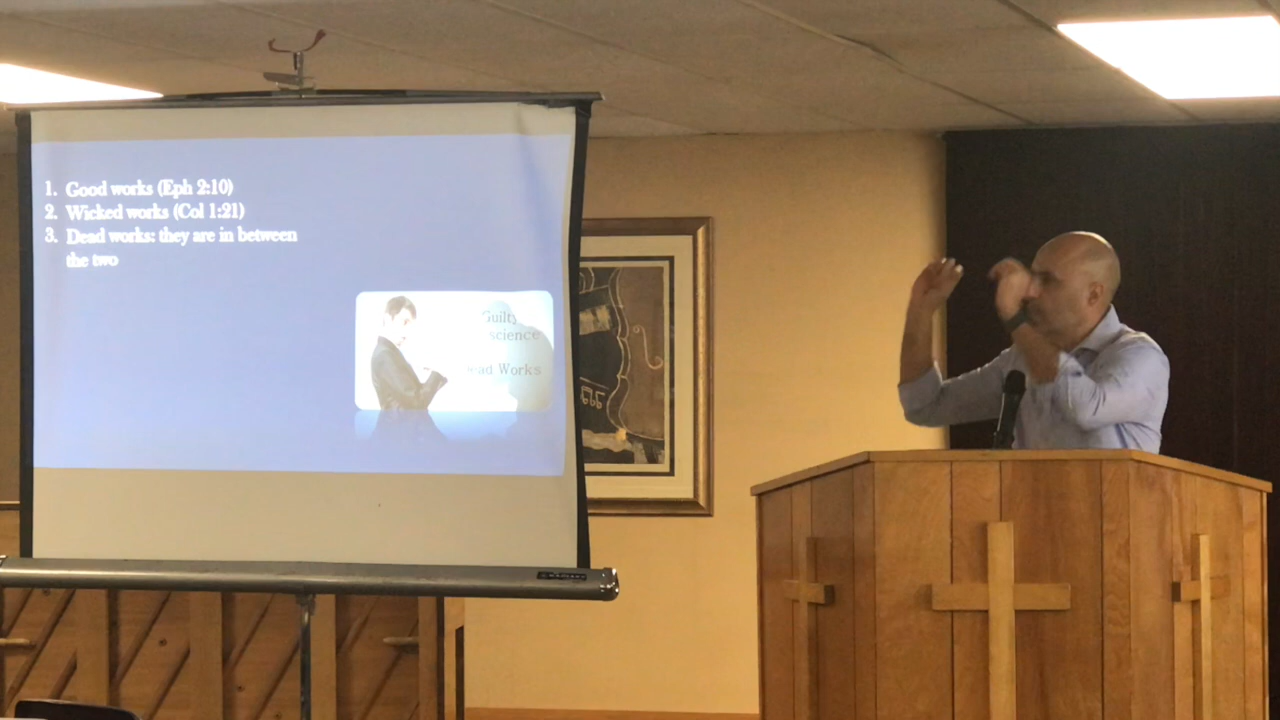 1. Good works (Eph 2:10)
2. Wicked works (Col 1:21)
3. Dead works: they are in between
the two
Guilty
science
ead Works